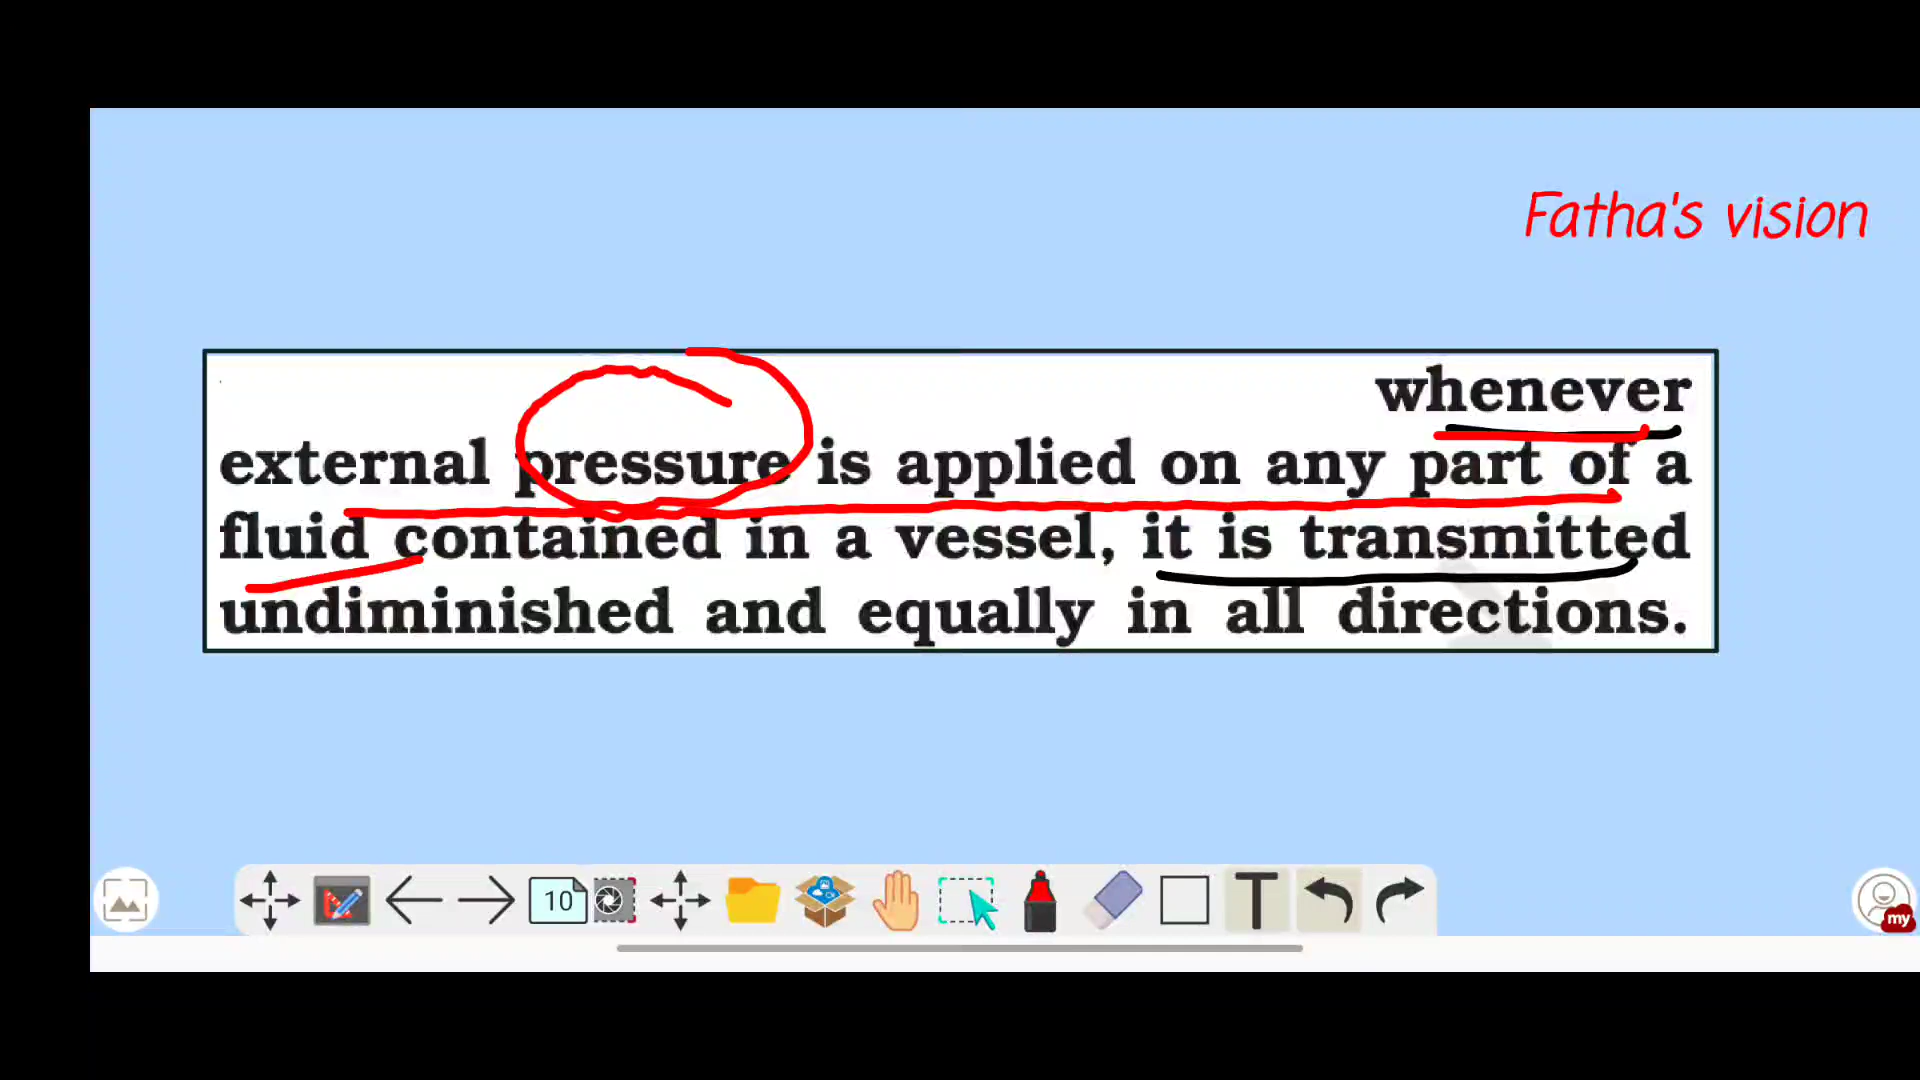 Fatha's vision
whenever
external pressure is applied on any part of a
fluid contained in a vessel, it is transmitted
undiminished and equally in all directions.
10
T
my